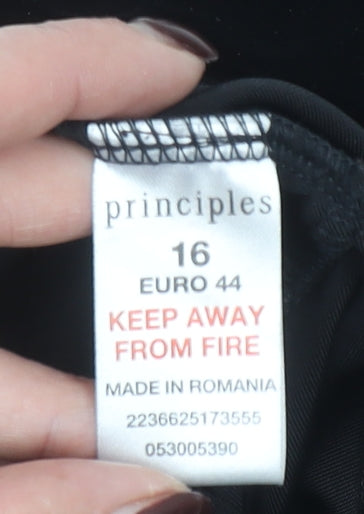 principles
16
EURO 44
KEEP AWAY
FROM FIRE
MADE IN ROMANIA
2236625173555
053005390